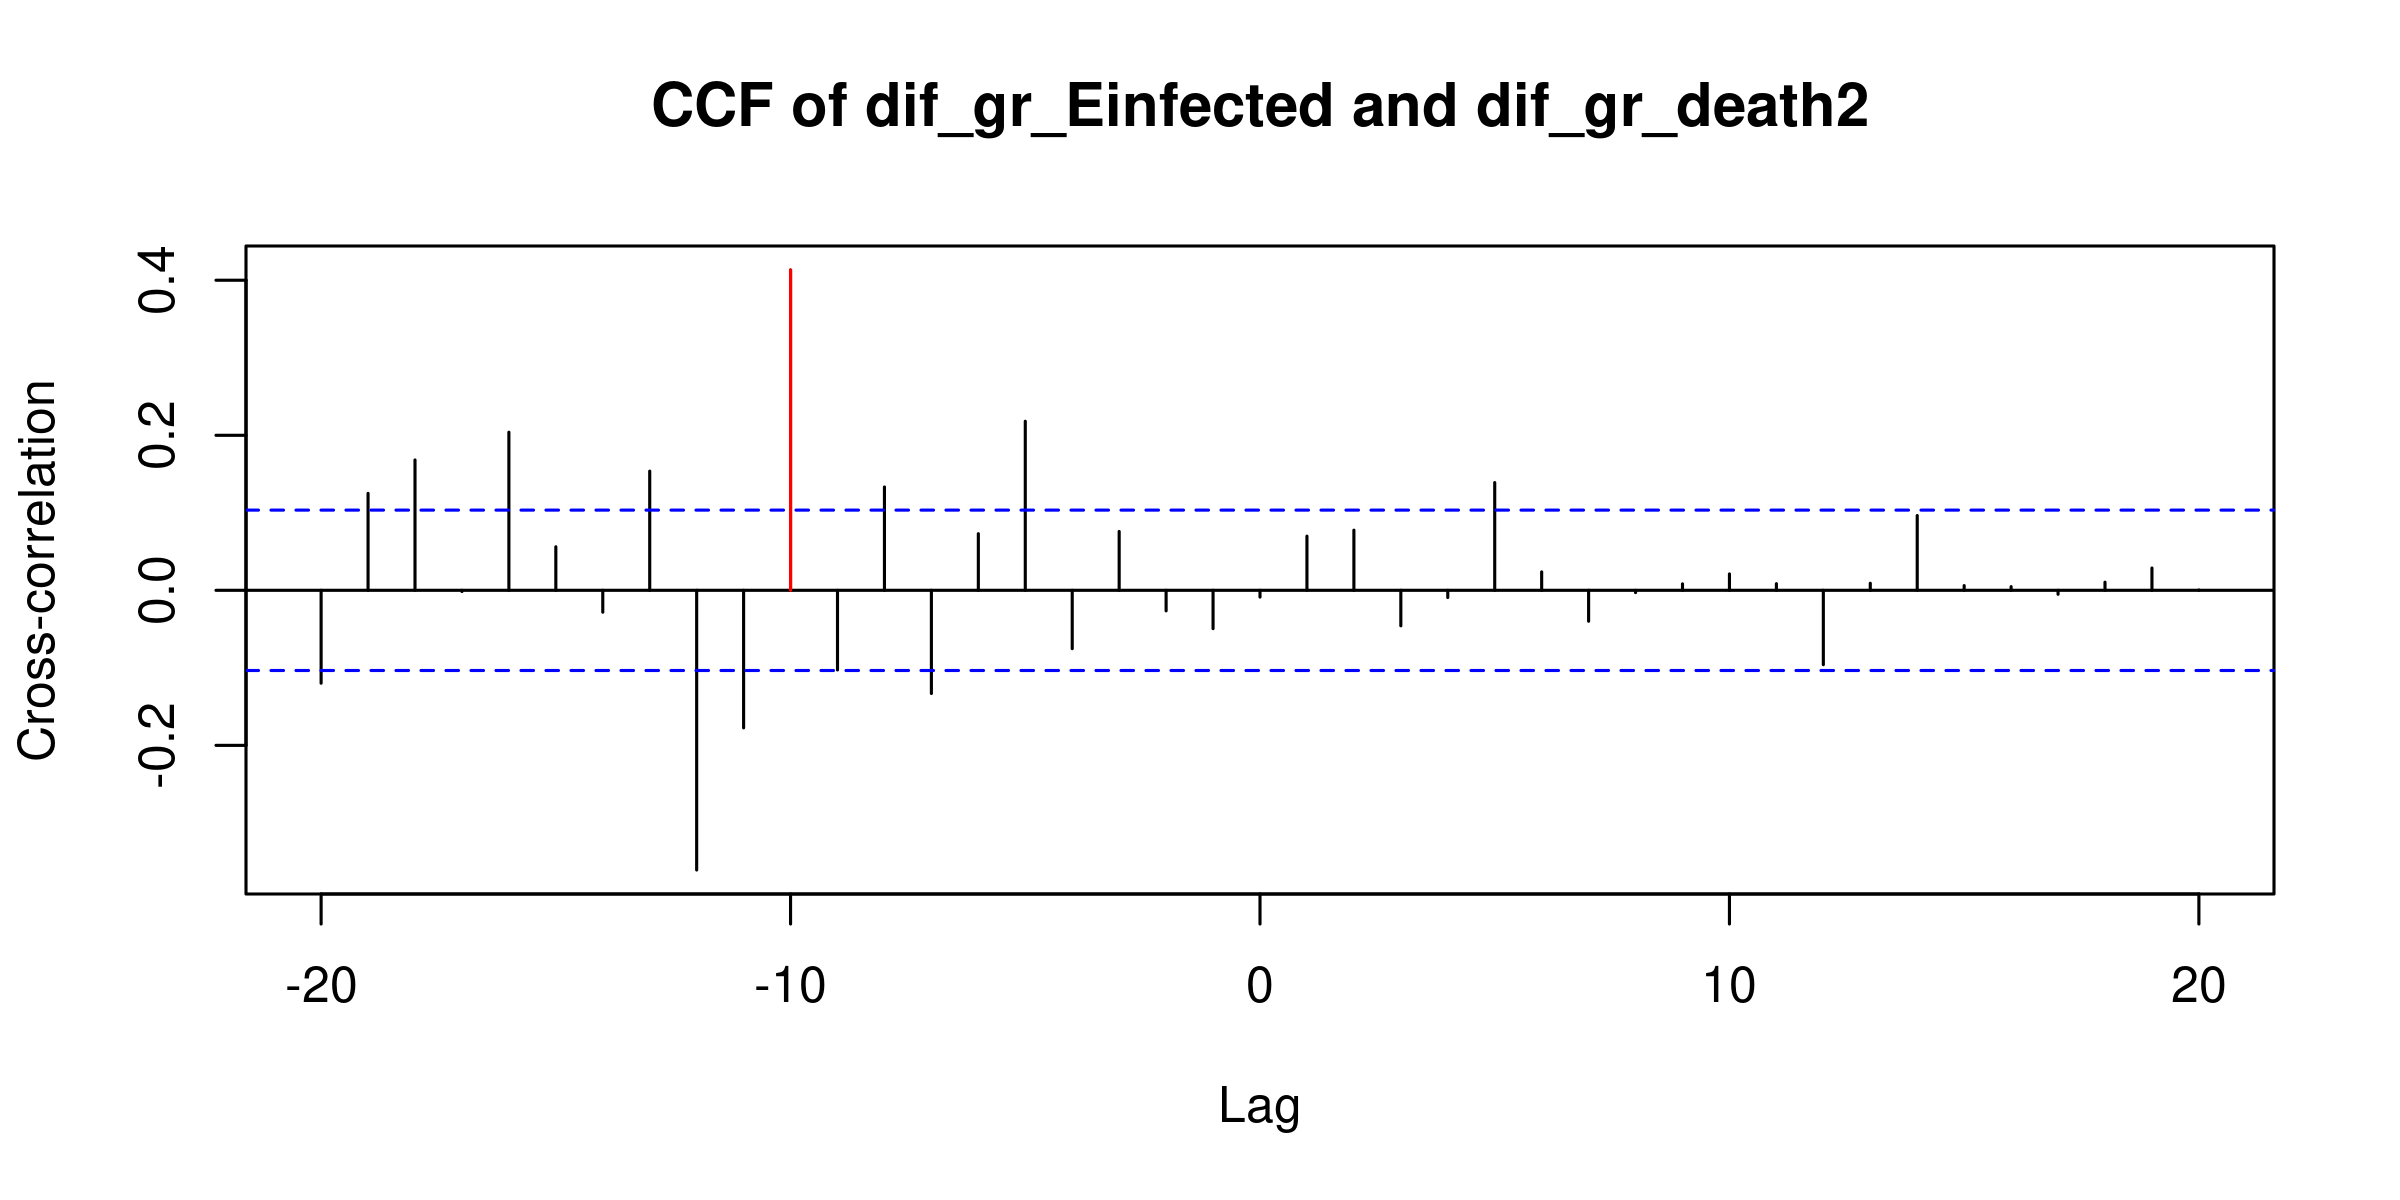 CCF of dif_gr_Einfected and dif_gr_death2
Cross-correlation
0.4
0.2
0.0
-0.2
-20 -10 0 10 20
Lag